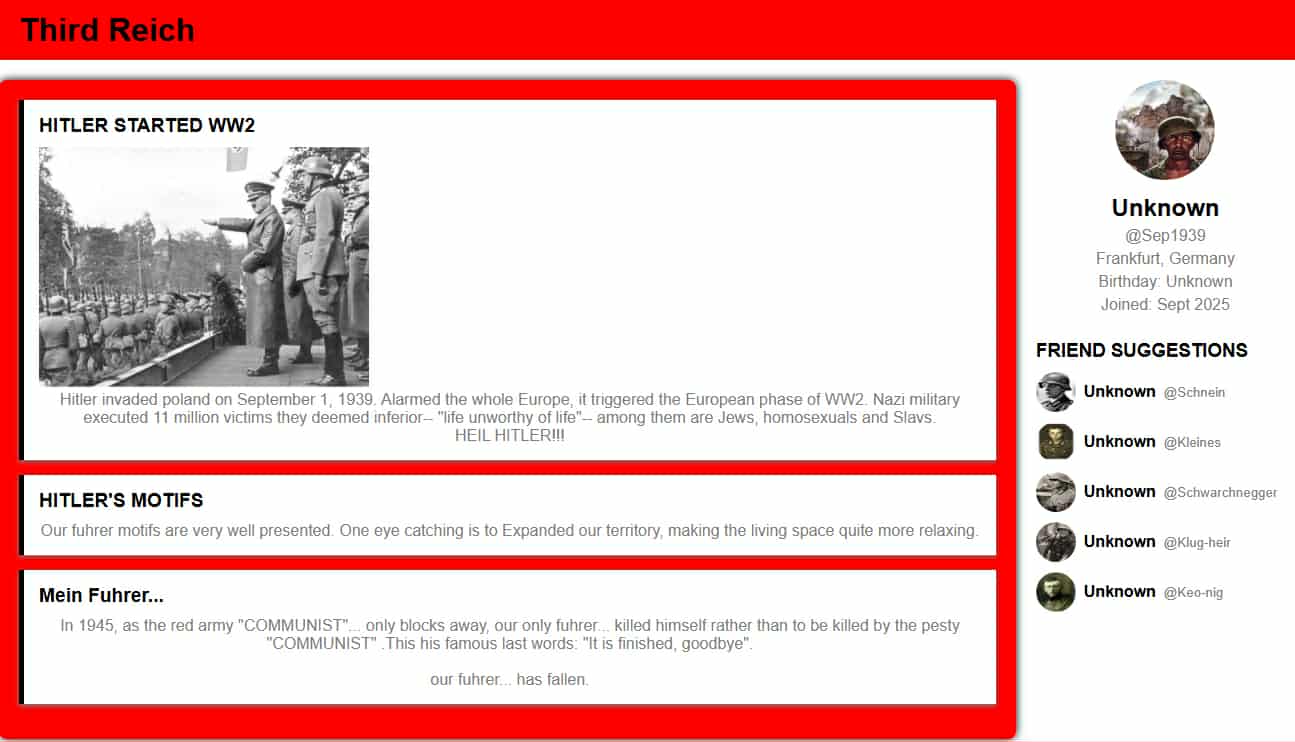 Third Reich
HITLER STARTED WW2
Hitler invaded poland on September 1, 1939. Alarmed the whole Europe, it triggered the European phase of WW2. Nazi military
executed 11 million victims they deemed inferior-- "life unworthy of life"-- among them are Jews, homosexuals and Slavs.
HEIL HITLER!!!
HITLER'S MOTIFS
Our fuhrer motifs are very well presented. One eye catching is to Expanded our territory, making the living space quite more relaxing.
Mein Fuhrer...
In 1945, as the red army "COMMUNIST"... only blocks away, our only fuhrer... killed himself rather than to be killed by the pesty
"COMMUNIST" .This his famous last words: "It is finished, goodbye".
our fuhrer... has fallen.
Unknown
@Sep1939
Frankfurt, Germany
Birthday: Unknown
Joined: Sept 2025
FRIEND SUGGESTIONS
Unknown @Schnein
Unknown @Kleines
Unknown @Schwarchnegger
Unknown @Klug-heir
Unknown @Keo-nig